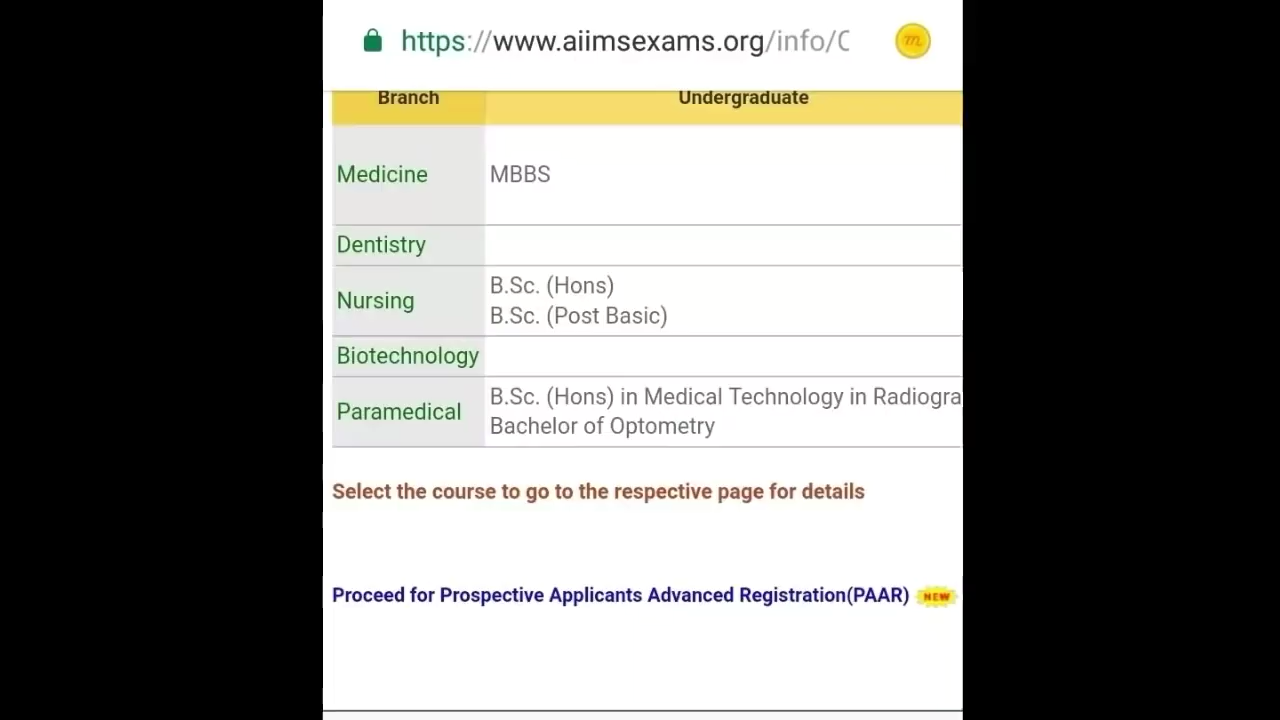 https://www.aiimsexams.org/info/C
m
Branch Undergraduate
Medicine MBBS
Dentistry
Nursing B.Sc. (Hons)
B.Sc. (Post Basic)
Biotechnology
Paramedical B.Sc. (Hons) in Medical Technology in Radiogra
Bachelor of Optometry
Select the course to go to the respective page for details
Proceed for Prospective Applicants Advanced Registration(PAAR) NEW